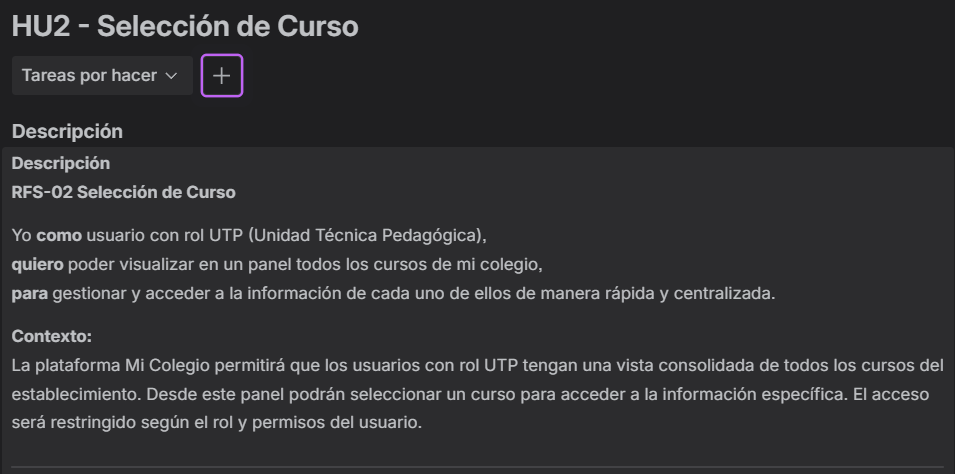 HU2 - Selección de Curso
Tareas por hacer
Descripción
Descripción
RFS-02 Selección de Curso
Yo como usuario con rol UTP (Unidad Técnica Pedagógica),
quiero poder visualizar en un panel todos los cursos de mi colegio,
para gestionar y acceder a la información de cada uno de ellos de manera rápida y centralizada.
Contexto:
La plataforma Mi Colegio permitirá que los usuarios con rol UTP tengan una vista consolidada de todos los cursos del
establecimiento. Desde este panel podrán seleccionar un curso para acceder a la información específica. El acceso
será restringido según el rol y permisos del usuario.